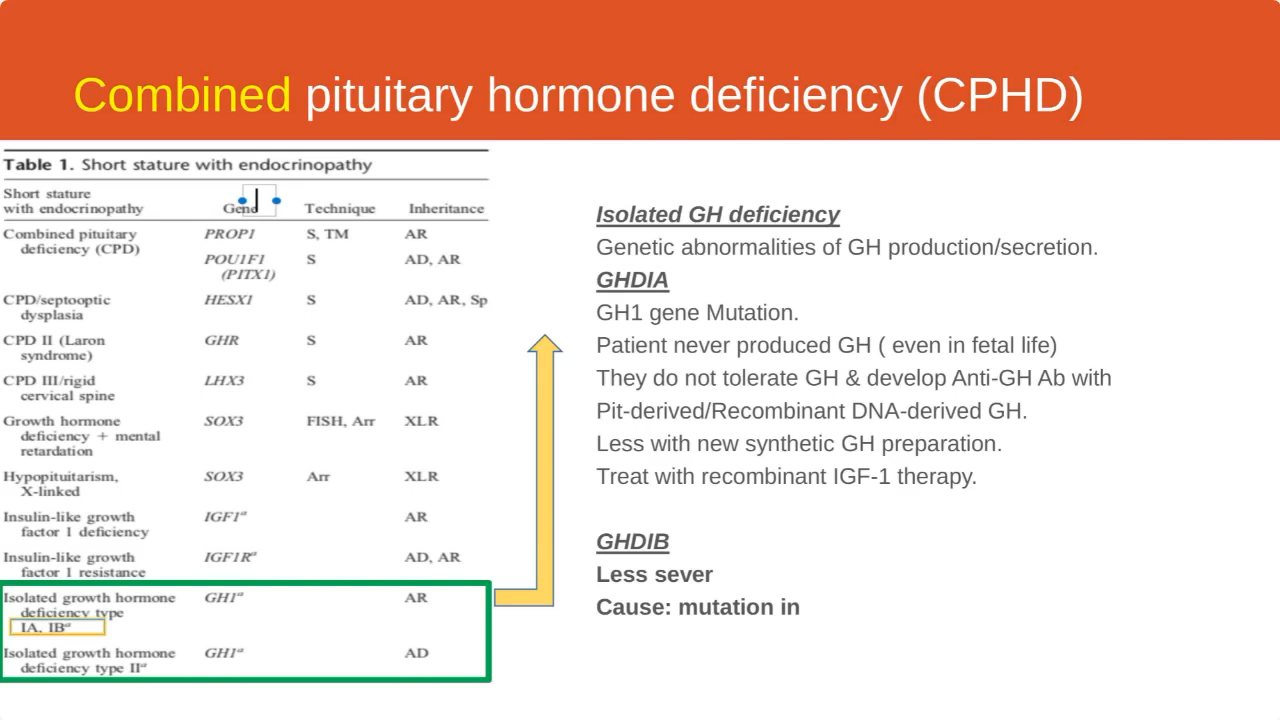 Combined pituitary hormone deficiency (CPHD)
Table 1. Short stature with endocrinopathy
Short stature
with endocrinopathy Gene Technique Inheritance
Combined pituitary PROP1 S, TM AR
deficiency (CPD)
POU1F1 S AD, AR
(PITX1)
CPD/septooptic HESX1 S AD, AR, Sp
dysplasia
CPD II (Laron GHR S AR
syndrome)
CPD III/rigid LHX3 S AR
cervical spine
Growth hormone SOX3 FISH, Arr XLR
deficiency + mental
retardation
Hypopituitarism, SOX3 Arr XLR
X-linked
Insulin-like growth IGF1a AR
factor 1 deficiency
Insulin-like growth IGF1Ra AD, AR
factor 1 resistance
Isolated growth hormone GH1a AR
deficiency type
IA, IBa
Isolated growth hormone GH1a AD
deficiency type IIa
Isolated GH deficiency
Genetic abnormalities of GH production/secretion.
GHDIA
GH1 gene Mutation.
Patient never produced GH ( even in fetal life)
They do not tolerate GH & develop Anti-GH Ab with
Pit-derived/Recombinant DNA-derived GH.
Less with new synthetic GH preparation.
Treat with recombinant IGF-1 therapy.
GHDIB
Less sever
Cause: mutation in